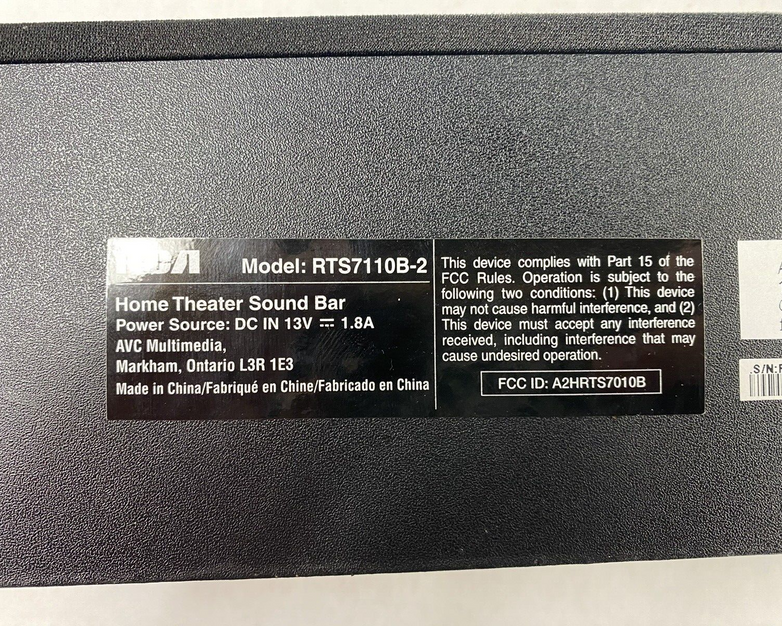 RCA
Model: RTS7110B-2
Home Theater Sound Bar
Power Source: DC IN 13V ⎓ 1.8A
AVC Multimedia,
Markham, Ontario L3R 1E3
Made in China/Fabriqué en Chine/Fabricado en China
This device complies with Part 15 of the
FCC Rules. Operation is subject to the
following two conditions: (1) This device
may not cause harmful interference, and (2)
This device must accept any interference
received, including interference that may
cause undesired operation.
FCC ID: A2HRTS7010B
S/N: